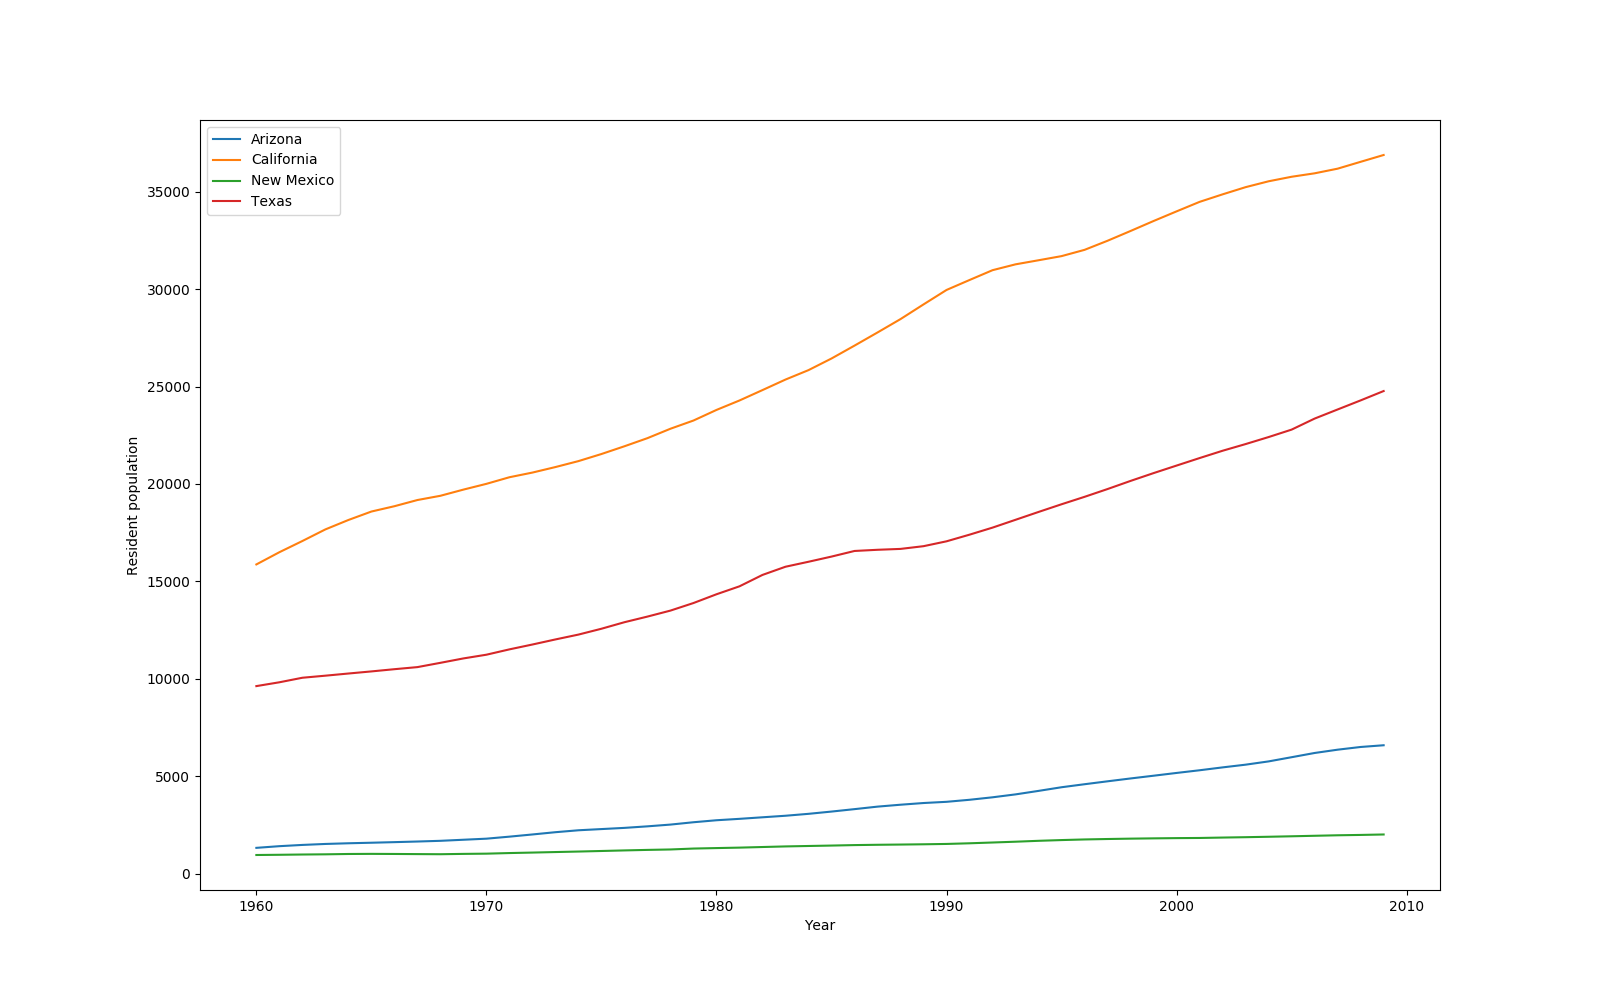 Arizona
California
New Mexico
Texas
35000
30000
25000
20000
15000
10000
5000
0
Resident population
1960 1970 1980 1990 2000 2010
Year